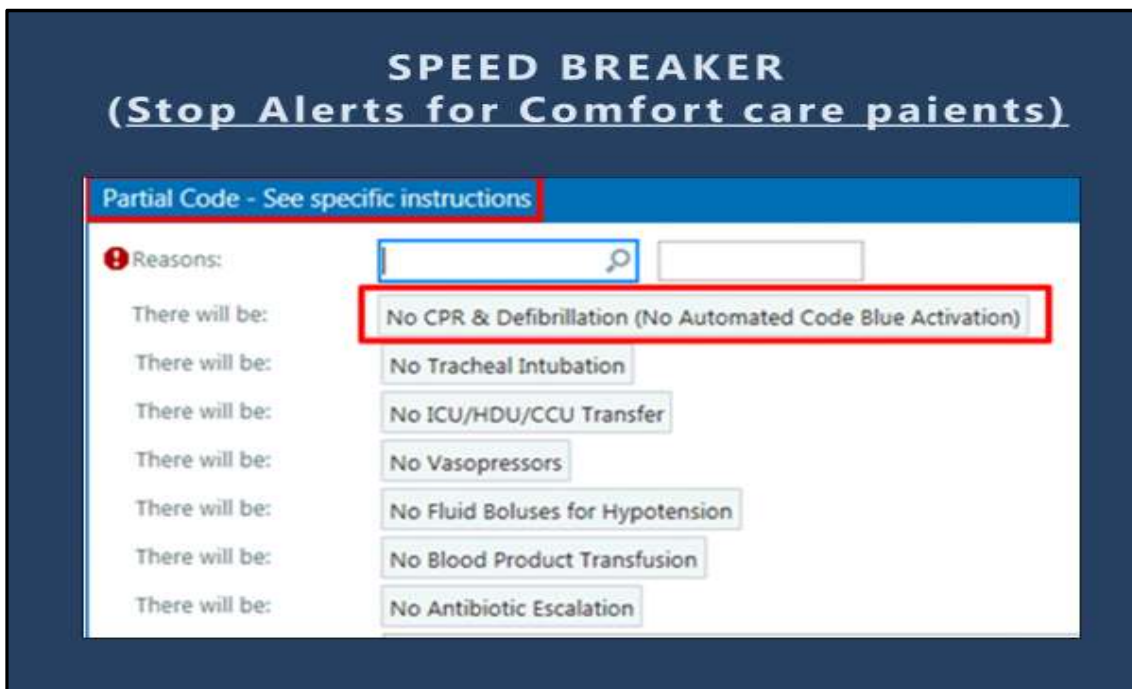 SPEED BREAKER
(Stop Alerts for Comfort care paients)
Partial Code - See specific instructions
Reasons:
There will be: No CPR & Defibrillation (No Automated Code Blue Activation)
There will be: No Tracheal Intubation
There will be: No ICU/HDU/CCU Transfer
There will be: No Vasopressors
There will be: No Fluid Boluses for Hypotension
There will be: No Blood Product Transfusion
There will be: No Antibiotic Escalation